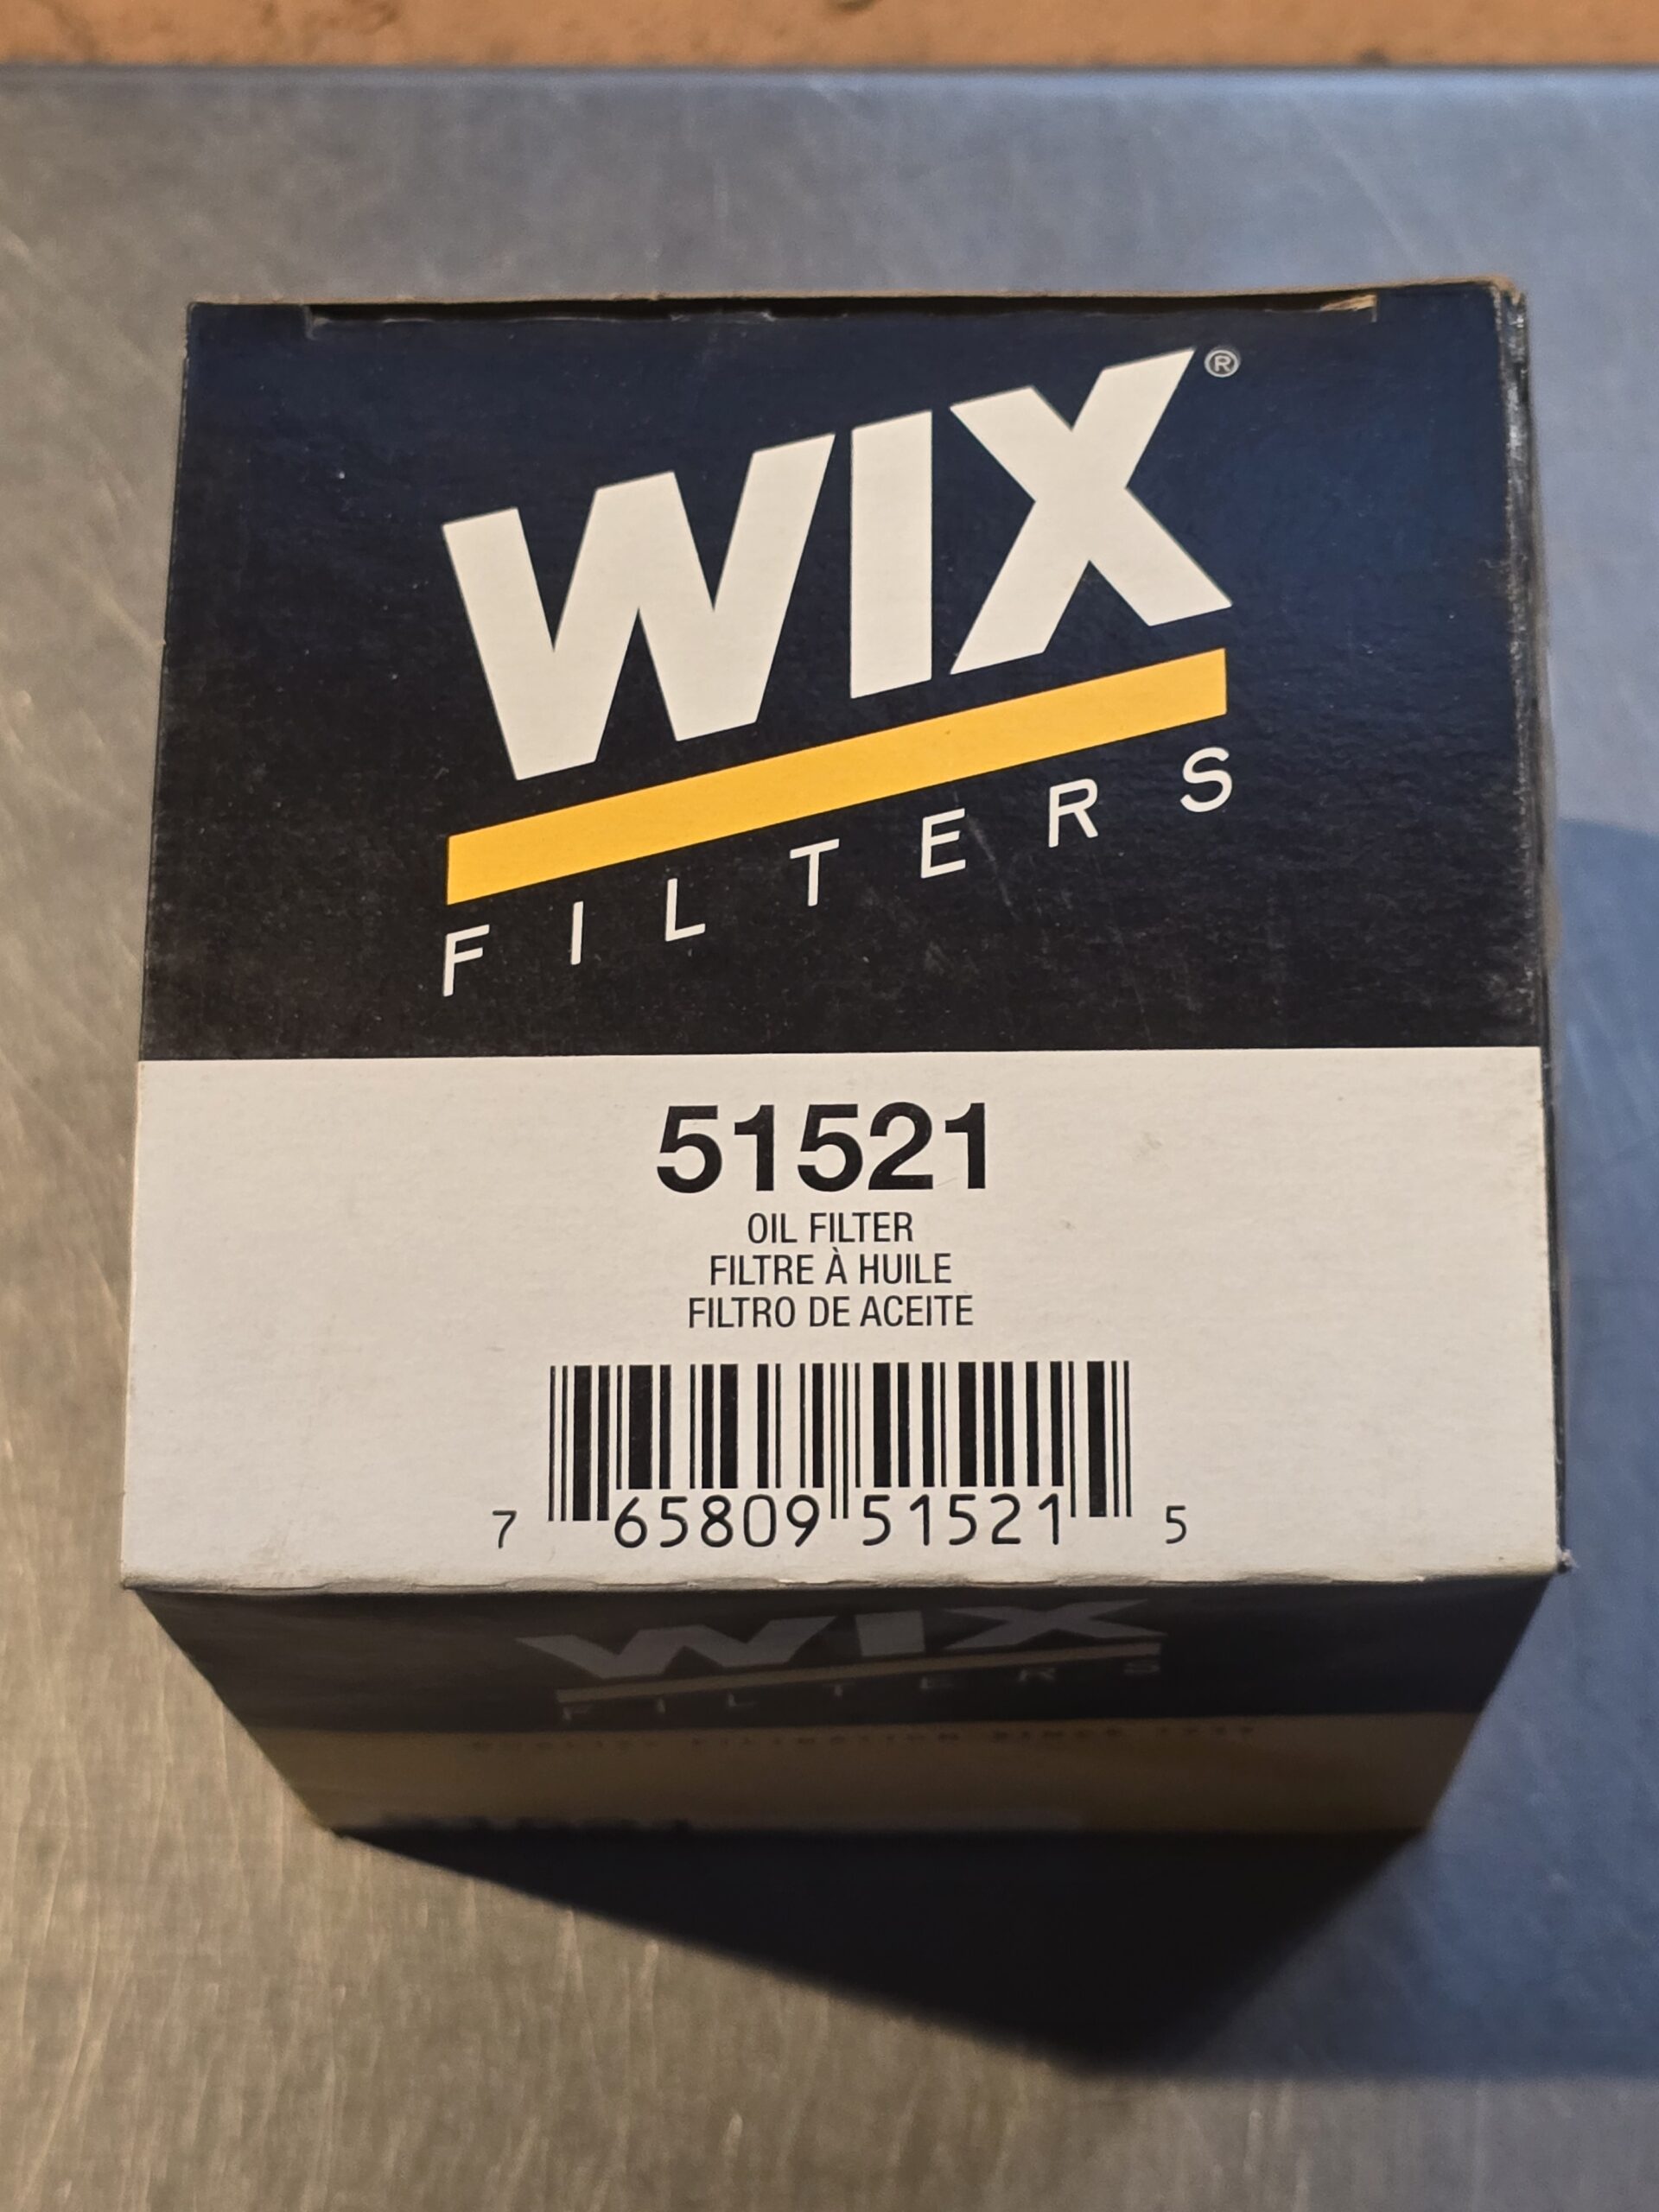 WIX®
FILTERS
51521
OIL FILTER
FILTRE À HUILE
FILTRO DE ACEITE
7 65809 51521 5
WIX
FILTERS